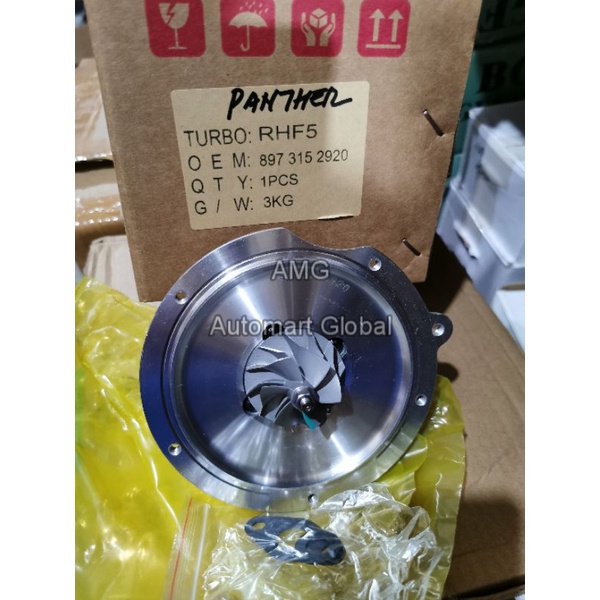 PANTHER
TURBO: RHF5
O E M: 897 315 2920
Q T Y: 1PCS
G / W: 3KG
AMG
Automart Global